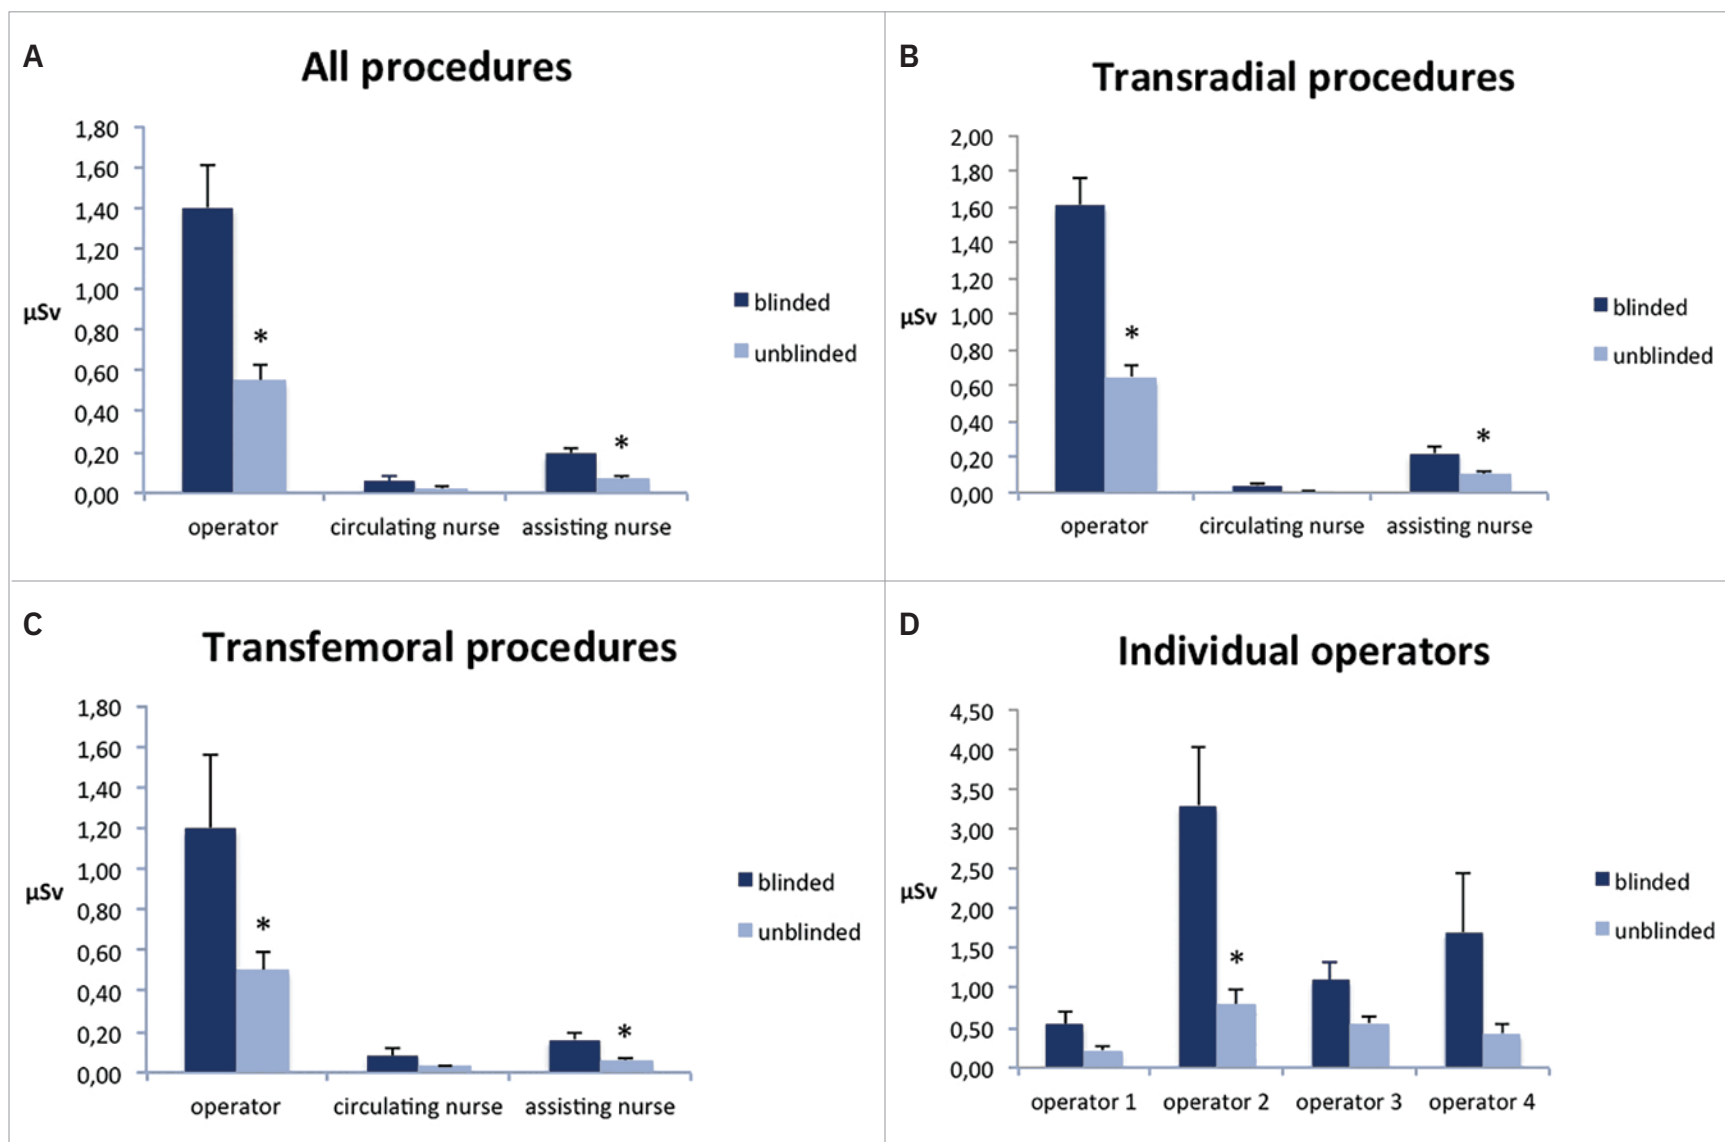 A
All procedures
1,80
1,60
1,40
1,20
1,00
0,80
0,60
0,40
0,20
0,00
µSv
*
*
operator circulating nurse assisting nurse
blinded
unblinded
B
Transradial procedures
2,00
1,80
1,60
1,40
1,20
1,00
0,80
0,60
0,40
0,20
0,00
µSv
*
*
operator circulating nurse assisting nurse
blinded
unblinded
C
Transfemoral procedures
1,80
1,60
1,40
1,20
1,00
0,80
0,60
0,40
0,20
0,00
µSv
*
*
operator circulating nurse assisting nurse
blinded
unblinded
D
Individual operators
4,50
4,00
3,50
3,00
2,50
2,00
1,50
1,00
0,50
0,00
µSv
*
operator 1 operator 2 operator 3 operator 4
blinded
unblinded